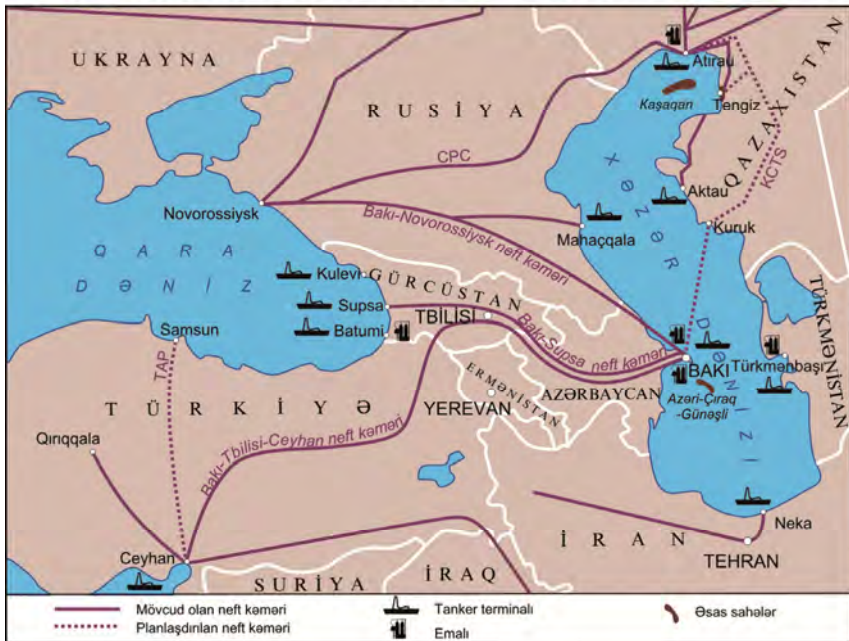 UKRAYNA
RUSİYA
QAZAXISTAN
Atırau
Kaşaqan
Tengiz
CPC
KCTS
XƏZƏR DƏNİZİ
Aktau
Kuruk
Novorossiysk
Mahaçqala
Bakı-Novorossiysk neft kəməri
QARA
DƏNİZ
Kulevi
GÜRCÜSTAN
Supsa
TBİLİSİ
Bakı-Supsa neft kəməri
Batumi
Samsun
TAP
TÜRKMƏNİSTAN
BAKI
Türkmənbaşı
ERMƏNİSTAN
AZƏRBAYCAN
Azəri-Çıraq
-Günəşli
YEREVAN
TÜRKİYƏ
Qırıqqala
Bakı-Tbilisi-Ceyhan neft kəməri
Neka
İRAN
TEHRAN
Ceyhan
SURİYA
İRAQ
Mövcud olan neft kəməri
Planlaşdırılan neft kəməri
Tanker terminalı
Emalı
Əsas sahələr